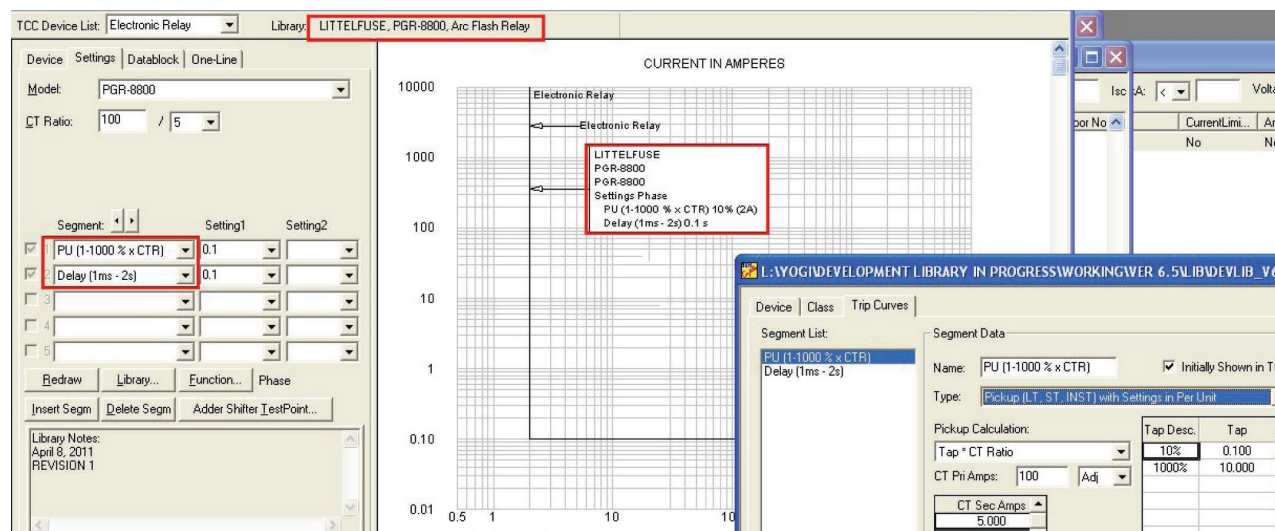 TCC Device List: Electronic Relay Library: LITTELFUSE, PGR-8800, Arc Flash Relay
Device Settings Datablock One-Line
Model: PGR-8800
CT Ratio: 100 / 5
Segment: Setting1 Setting2
1 PU (1-1000 % x CTR) 0.1
2 Delay (1ms - 2s) 0.1
3
4
5
Redraw Library... Function... Phase
Insert Segm Delete Segm Adder Shifter TestPoint...
Library Notes:
April 8, 2011
REVISION 1
CURRENT IN AMPERES
10000
1000
100
10
1
0.10
0.01
0.5 1 10 10
Electronic Relay
Electronic Relay
LITTELFUSE
PGR-8800
PGR-8800
Settings Phase
PU (1-1000 % x CTR) 10% (2A)
Delay (1ms - 2s) 0.1 s
Isc
kA: <
Volta
oor No
CurrentLimi...
No
L:\YOGI\DEVELOPMENT LIBRARY IN PROGRESS\WORKING\VER 6.5\LIB\DEVLIB_V6
Device Class Trip Curves
Segment List:
PU (1-1000 % x CTR)
Delay (1ms - 2s)
Segment Data
Name: PU (1-1000 % x CTR) Initially Shown in T
Type: Pickup (LT, ST, INST) with Settings in Per Unit
Pickup Calculation:
Tap * CT Ratio
CT Pri Amps: 100 Adj
CT Sec Amps
5.000
Tap Desc. Tap
10% 0.100
1000% 10.000